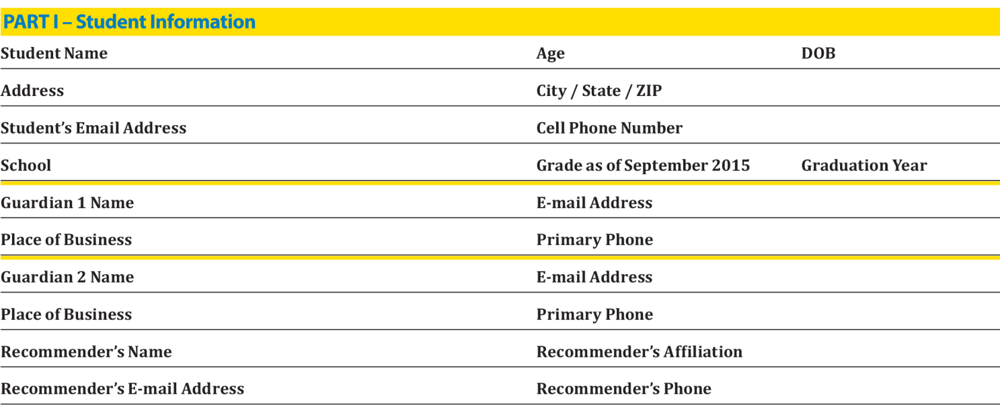 PART I – Student Information
Student Name Age DOB
Address City / State / ZIP
Student’s Email Address Cell Phone Number
School Grade as of September 2015 Graduation Year
Guardian 1 Name E-mail Address
Place of Business Primary Phone
Guardian 2 Name E-mail Address
Place of Business Primary Phone
Recommender’s Name Recommender’s Affiliation
Recommender’s E-mail Address Recommender’s Phone